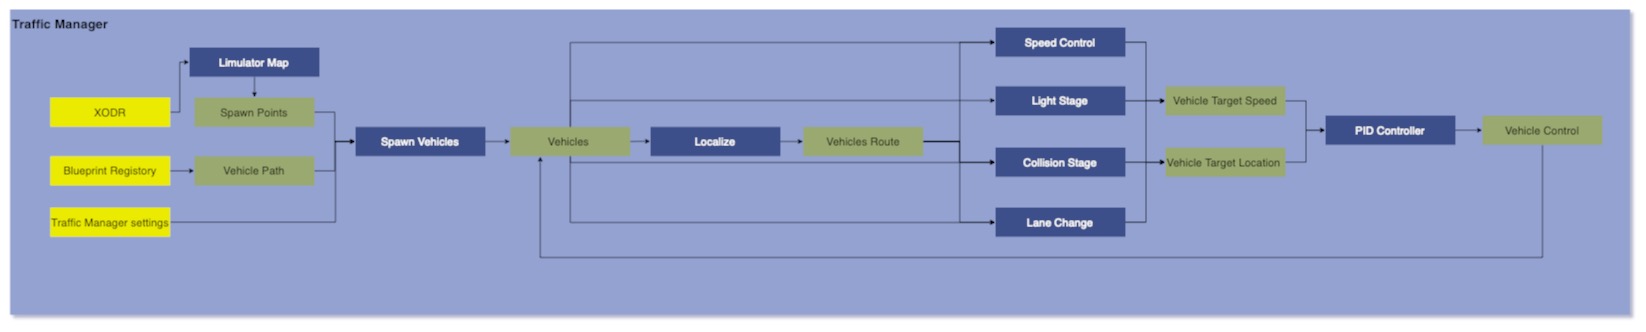 Traffic Manager
Limulator Map
XODR
Spawn Points
Blueprint Registory
Vehicle Path
Traffic Manager settings
Spawn Vehicles
Vehicles
Localize
Vehicles Route
Speed Control
Light Stage
Collision Stage
Lane Change
Vehicle Target Speed
Vehicle Target Location
PID Controller
Vehicle Control